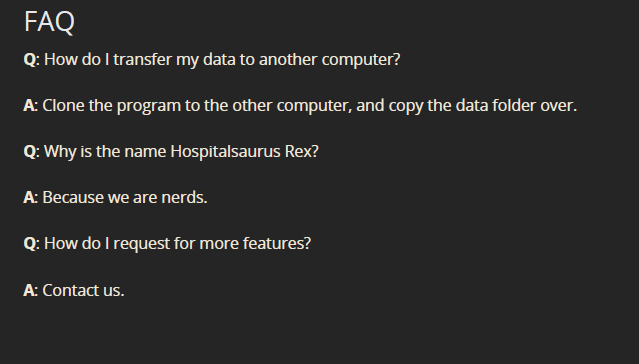 FAQ
Q: How do I transfer my data to another computer?
A: Clone the program to the other computer, and copy the data folder over.
Q: Why is the name Hospitalsaurus Rex?
A: Because we are nerds.
Q: How do I request for more features?
A: Contact us.